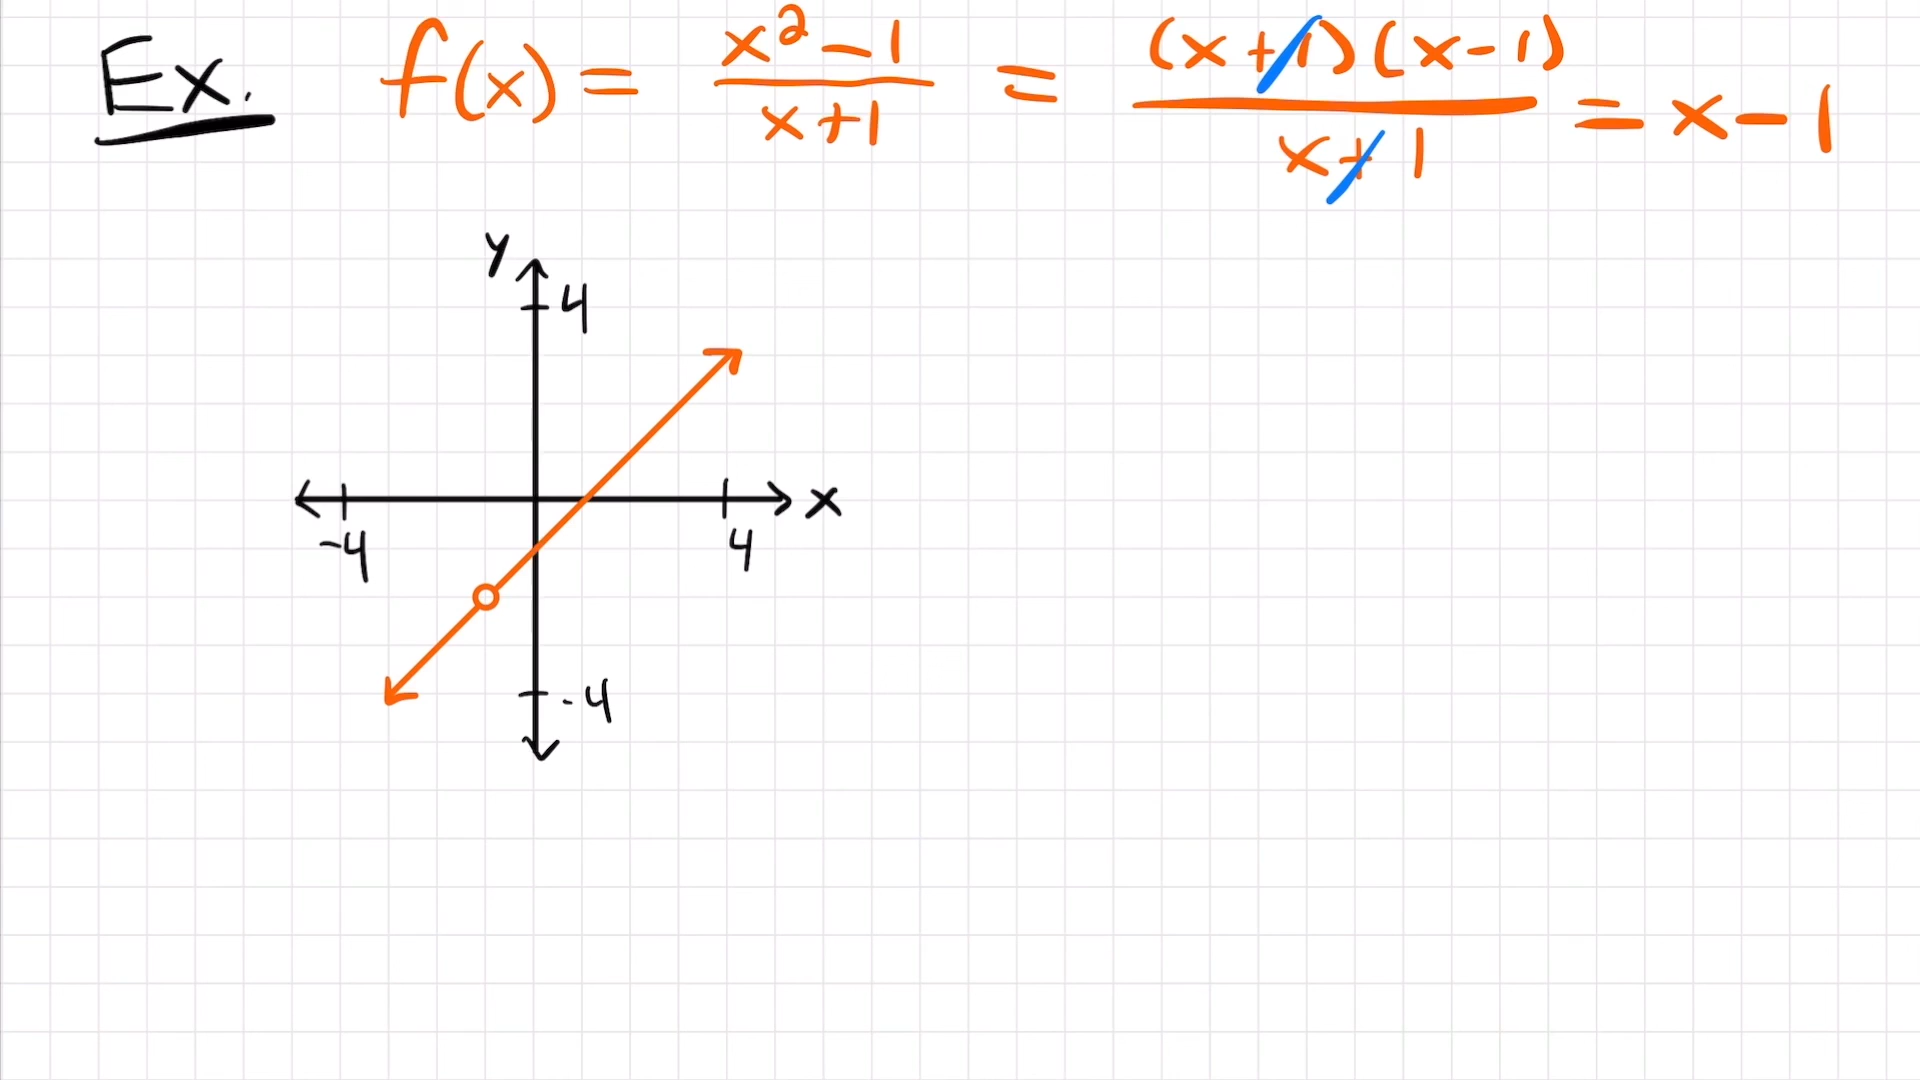 Ex. f(x) = x²-1 / x+1 = (x+1)(x-1) / x+1 = x-1
y
4
x
-4
4
-4